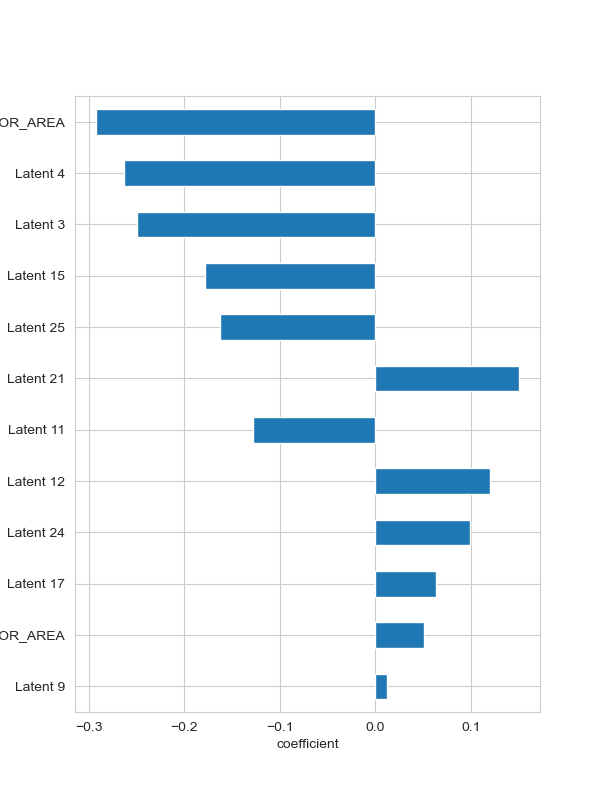 OR_AREA
Latent 4
Latent 3
Latent 15
Latent 25
Latent 21
Latent 11
Latent 12
Latent 24
Latent 17
OR_AREA
Latent 9
−0.3 −0.2 −0.1 0.0 0.1
coefficient